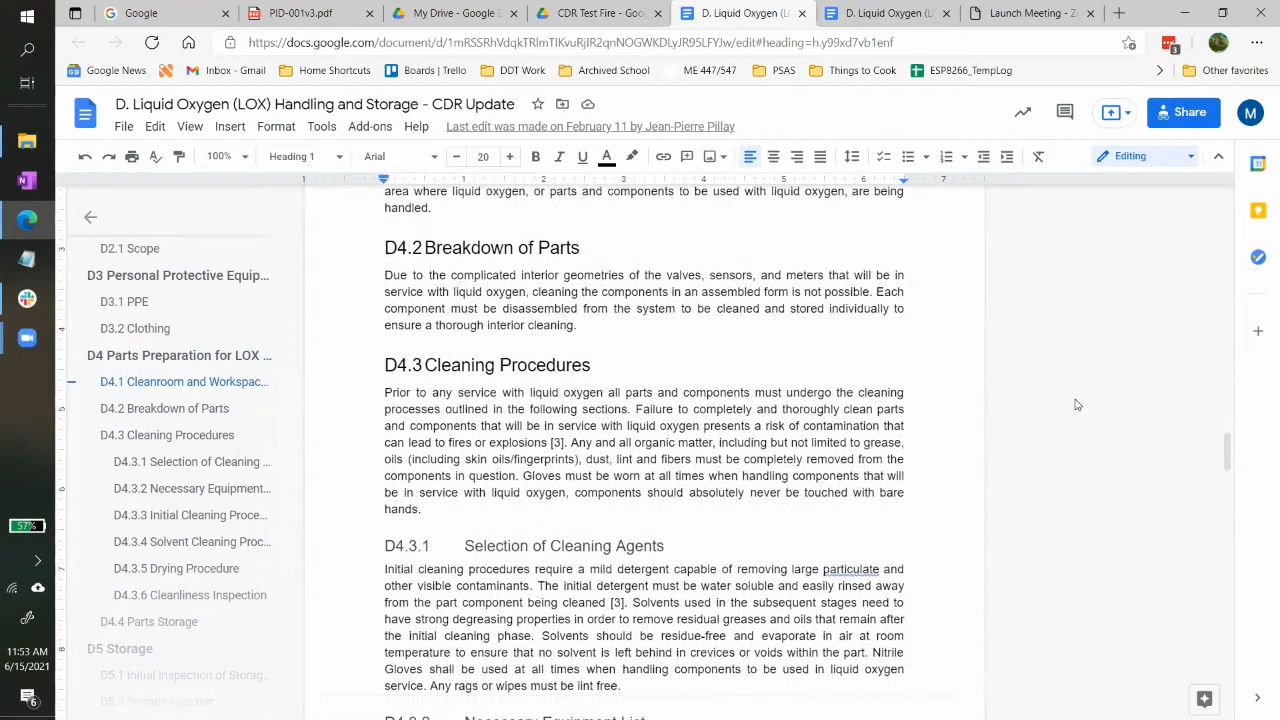 Google
PID-001v3.pdf
My Drive - Google
CDR Test Fire - Goog
D. Liquid Oxygen (LO
D. Liquid Oxygen (LO
Launch Meeting - Z
https://docs.google.com/document/d/1mRSSRhVdqkTRlmTIKvuRjIR2qnNOGWKDLyJR95LFYJw/edit#heading=h.y99xd7vb1enf
3
Google News
Inbox - Gmail
Home Shortcuts
Boards | Trello
DDT Work
Archived School
ME 447/547
PSAS
Things to Cook
ESP8266_TempLog
Other favorites
D. Liquid Oxygen (LOX) Handling and Storage - CDR Update
Share
M
File Edit View Insert Format Tools Add-ons Help Last edit was made on February 11 by Jean-Pierre Pillay
100% Heading 1 Arial 20 B I U A Editing
1 1 2 3 4 5 6 7
D2.1 Scope
D3 Personal Protective Equip...
D3.1 PPE
D3.2 Clothing
D4 Parts Preparation for LOX ...
D4.1 Cleanroom and Workspac...
D4.2 Breakdown of Parts
D4.3 Cleaning Procedures
D4.3.1 Selection of Cleaning ...
D4.3.2 Necessary Equipment...
D4.3.3 Initial Cleaning Proce...
D4.3.4 Solvent Cleaning Proc...
D4.3.5 Drying Procedure
D4.3.6 Cleanliness Inspection
D4.4 Parts Storage
D5 Storage
D5.1 Initial Inspection of Storag...
area where liquid oxygen, or parts and components to be used with liquid oxygen, are being
handled.
D4.2 Breakdown of Parts
Due to the complicated interior geometries of the valves, sensors, and meters that will be in
service with liquid oxygen, cleaning the components in an assembled form is not possible. Each
component must be disassembled from the system to be cleaned and stored individually to
ensure a thorough interior cleaning.
D4.3 Cleaning Procedures
Prior to any service with liquid oxygen all parts and components must undergo the cleaning
processes outlined in the following sections. Failure to completely and thoroughly clean parts
and components that will be in service with liquid oxygen presents a risk of contamination that
can lead to fires or explosions [3]. Any and all organic matter, including but not limited to grease,
oils (including skin oils/fingerprints), dust, lint and fibers must be completely removed from the
components in question. Gloves must be worn at all times when handling components that will
be in service with liquid oxygen, components should absolutely never be touched with bare
hands.
D4.3.1 Selection of Cleaning Agents
Initial cleaning procedures require a mild detergent capable of removing large particulate and
other visible contaminants. The initial detergent must be water soluble and easily rinsed away
from the part component being cleaned [3]. Solvents used in the subsequent stages need to
have strong degreasing properties in order to remove residual greases and oils that remain after
the initial cleaning phase. Solvents should be residue-free and evaporate in air at room
temperature to ensure that no solvent is left behind in crevices or voids within the part. Nitrile
Gloves shall be used at all times when handling components to be used in liquid oxygen
service. Any rags or wipes must be lint free.
Necessary Equipment List
57%
11:53 AM
6/15/2021
6